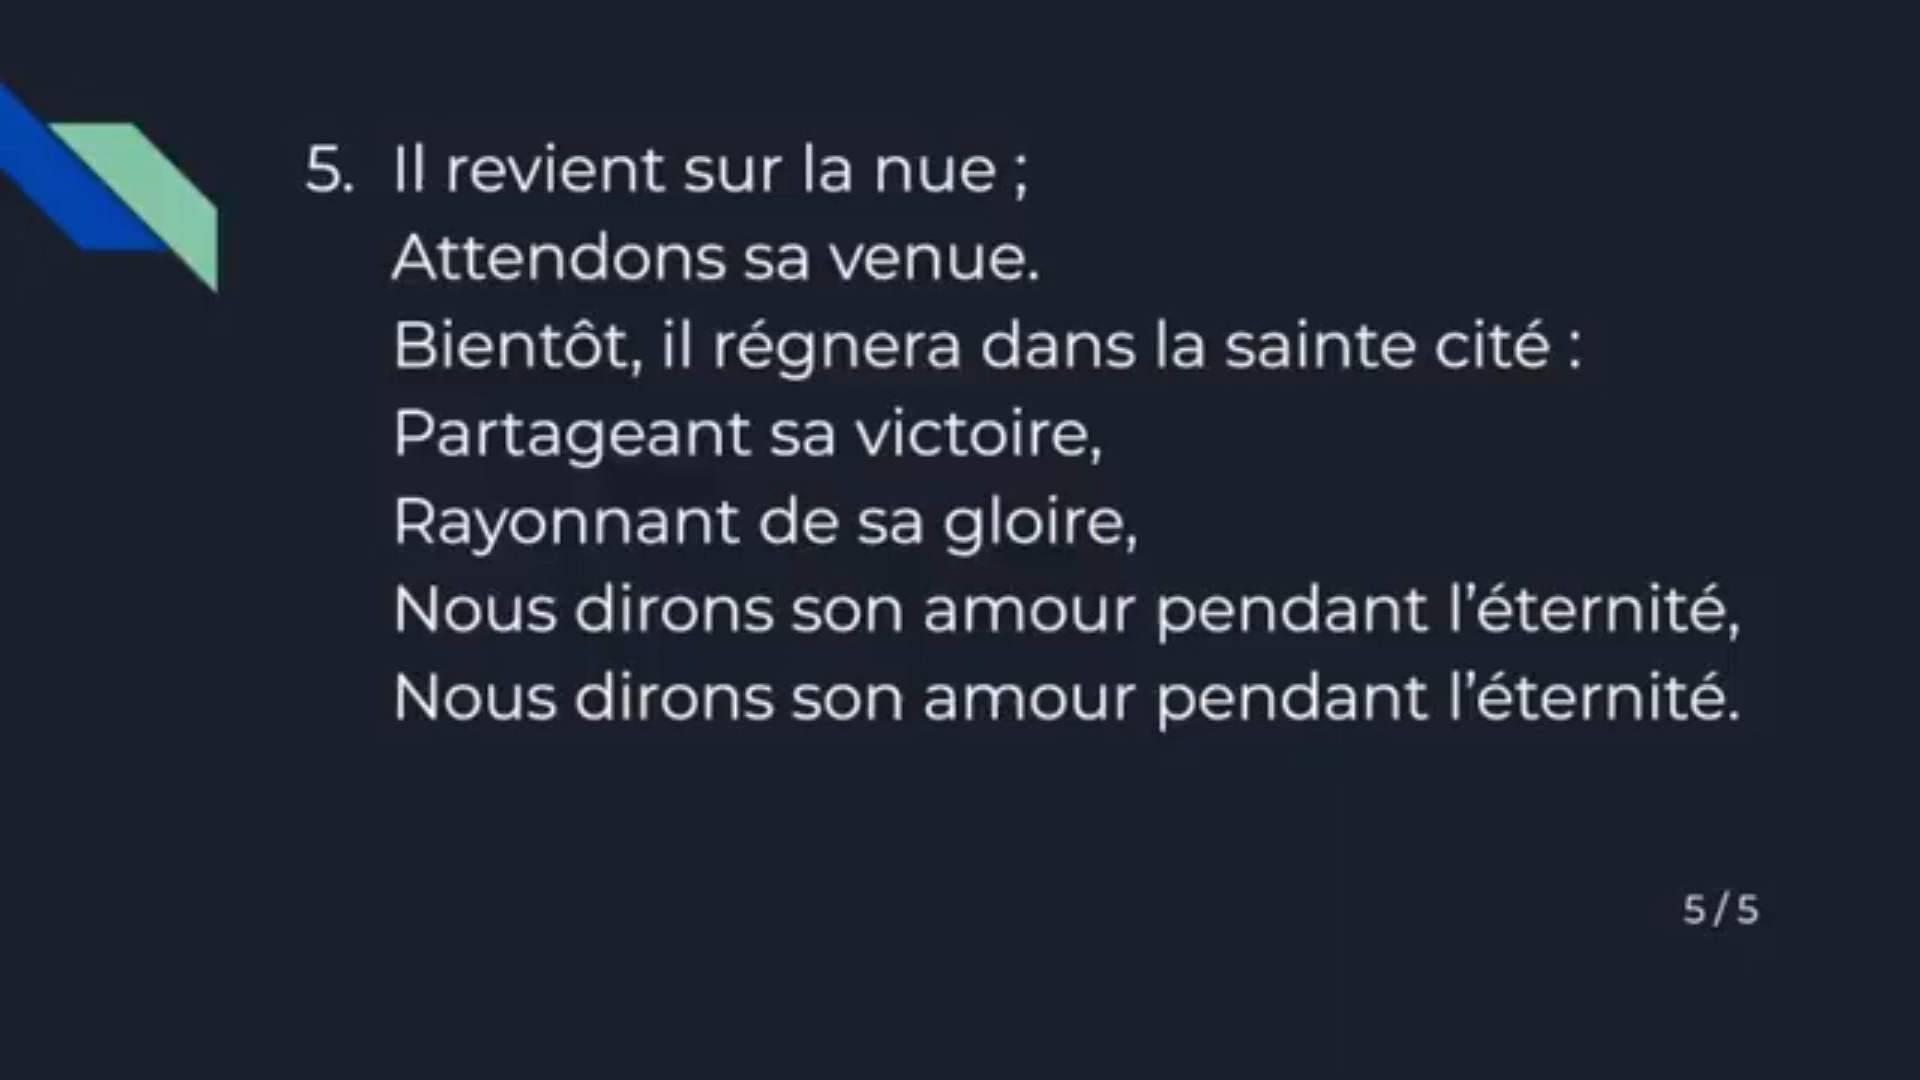 5. Il revient sur la nue ;
Attendons sa venue.
Bientôt, il régnera dans la sainte cité :
Partageant sa victoire,
Rayonnant de sa gloire,
Nous dirons son amour pendant l’éternité,
Nous dirons son amour pendant l’éternité.
5 / 5